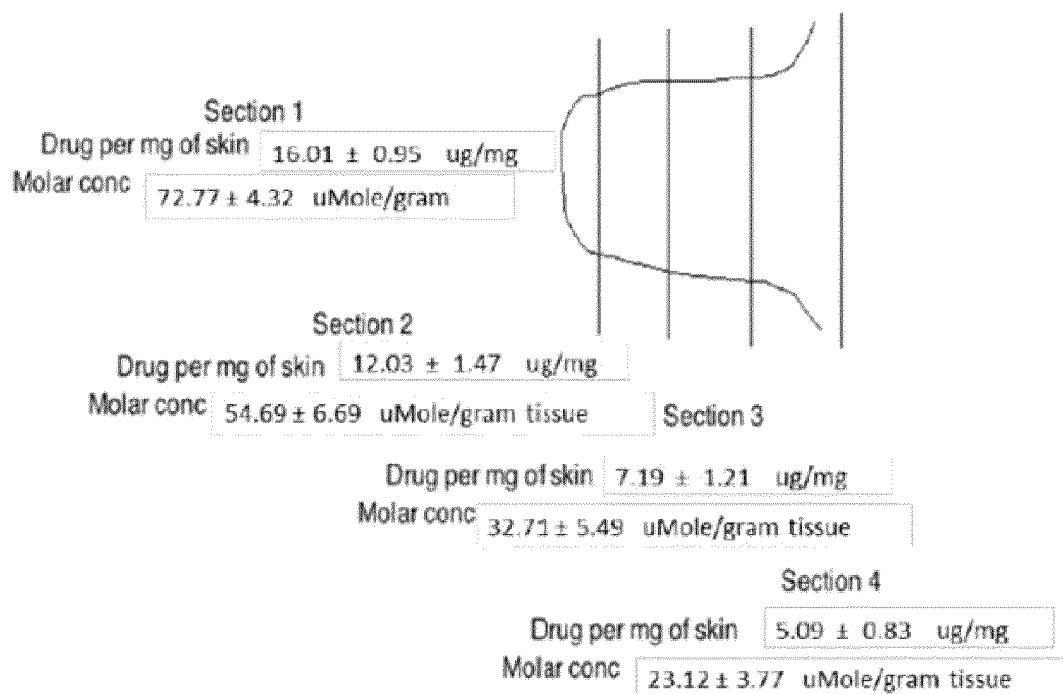 Section 1
Drug per mg of skin 16.01 ± 0.95 ug/mg
Molar conc 72.77 ± 4.32 uMole/gram
Section 2
Drug per mg of skin 12.03 ± 1.47 ug/mg
Molar conc 54.69 ± 6.69 uMole/gram tissue
Section 3
Drug per mg of skin 7.19 ± 1.21 ug/mg
Molar conc 32.71 ± 5.49 uMole/gram tissue
Section 4
Drug per mg of skin 5.09 ± 0.83 ug/mg
Molar conc 23.12 ± 3.77 uMole/gram tissue